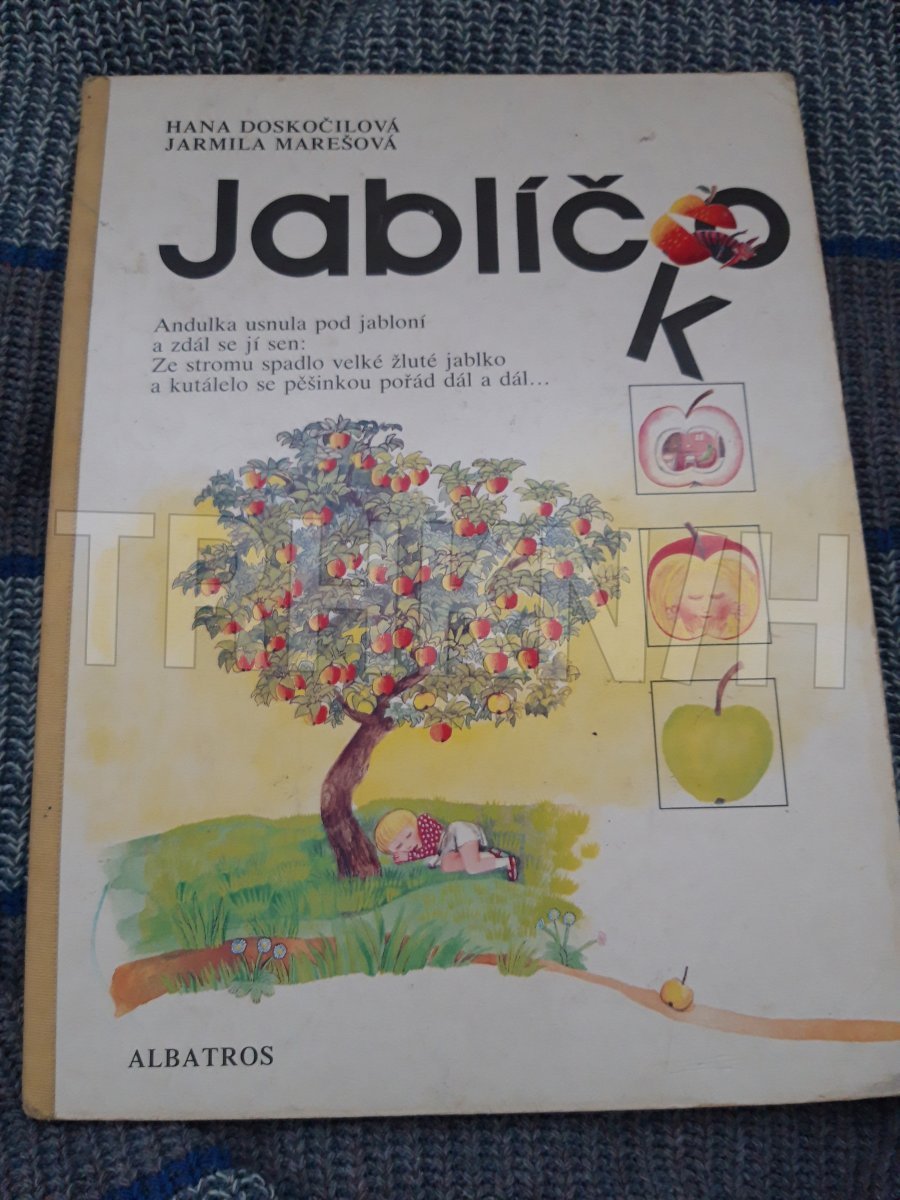 HANA DOSKOČILOVÁ
JARMILA MAREŠOVÁ
Jablíčko
Andulka usnula pod jabloní
a zdál se jí sen:
Ze stromu spadlo velké žluté jablko
a kutálelo se pěšinkou pořád dál a dál...
ALBATROS